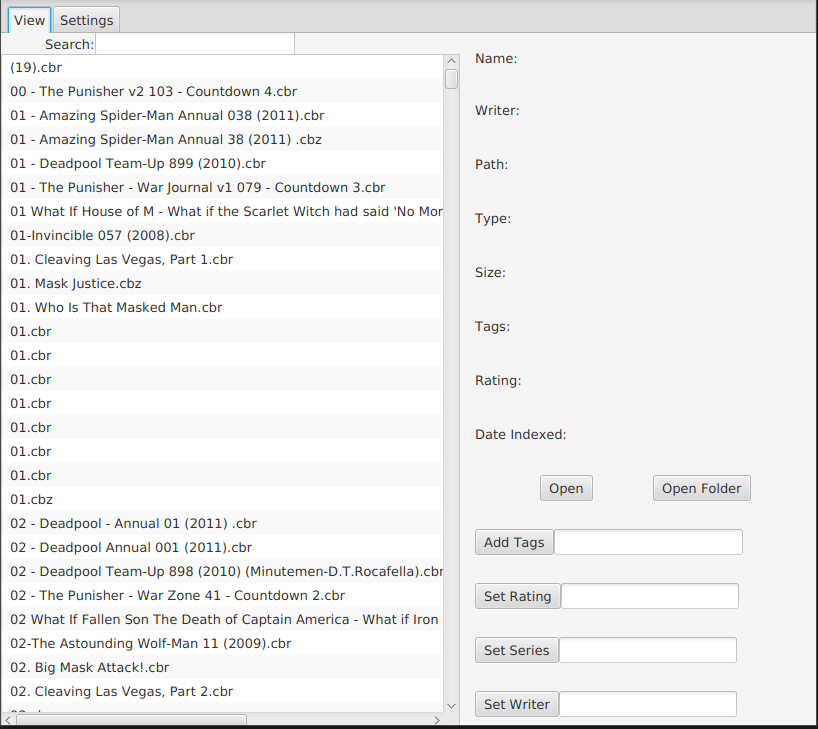 View Settings
Search:
(19).cbr
00 - The Punisher v2 103 - Countdown 4.cbr
01 - Amazing Spider-Man Annual 038 (2011).cbr
01 - Amazing Spider-Man Annual 38 (2011) .cbz
01 - Deadpool Team-Up 899 (2010).cbr
01 - The Punisher - War Journal v1 079 - Countdown 3.cbr
01 What If House of M - What if the Scarlet Witch had said 'No Mor
01-Invincible 057 (2008).cbr
01. Cleaving Las Vegas, Part 1.cbr
01. Mask Justice.cbz
01. Who Is That Masked Man.cbr
01.cbr
01.cbr
01.cbr
01.cbr
01.cbr
01.cbr
01.cbr
01.cbz
02 - Deadpool - Annual 01 (2011) .cbr
02 - Deadpool Annual 001 (2011).cbr
02 - Deadpool Team-Up 898 (2010) (Minutemen-D.T.Rocafella).cbr
02 - The Punisher - War Zone 41 - Countdown 2.cbr
02 What If Fallen Son The Death of Captain America - What if Iron
02-The Astounding Wolf-Man 11 (2009).cbr
02. Big Mask Attack!.cbr
02. Cleaving Las Vegas, Part 2.cbr
Name:
Writer:
Path:
Type:
Size:
Tags:
Rating:
Date Indexed:
Open Open Folder
Add Tags
Set Rating
Set Series
Set Writer